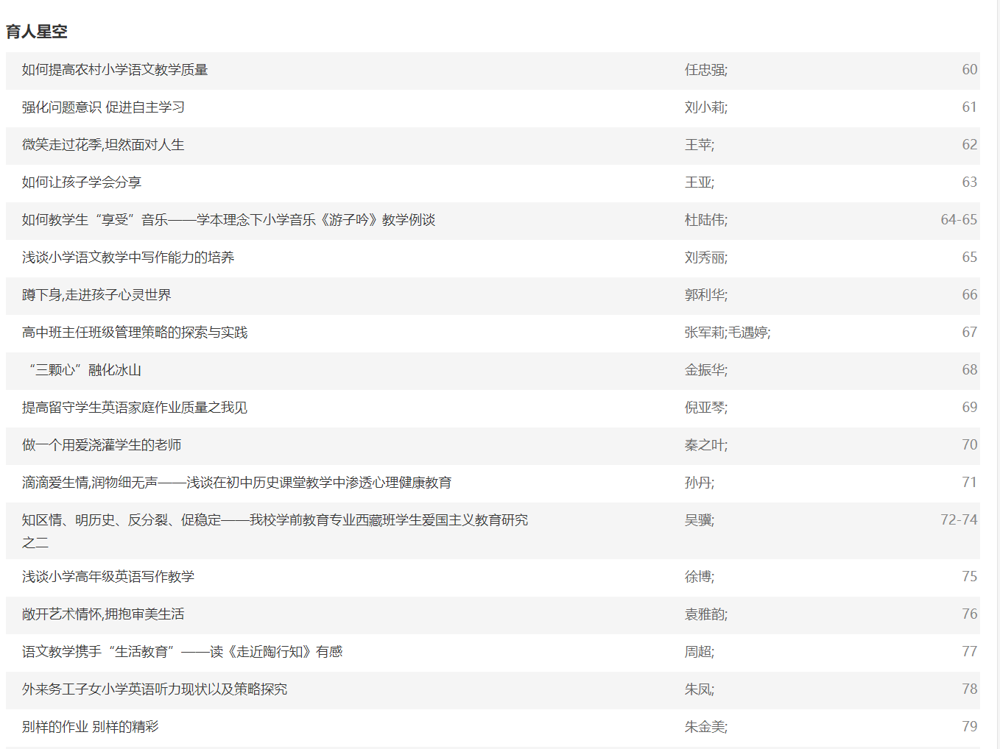 育人星空
如何提高农村小学语文教学质量 任忠强; 60
强化问题意识 促进自主学习 刘小莉; 61
微笑走过花季,坦然面对人生 王苹; 62
如何让孩子学会分享 王亚; 63
如何教学生“享受”音乐——学本理念下小学音乐《游子吟》教学例谈 杜陆伟; 64-65
浅谈小学语文教学中写作能力的培养 刘秀丽; 65
蹲下身,走进孩子心灵世界 郭利华; 66
高中班主任班级管理策略的探索与实践 张军莉;毛遇婷; 67
“三颗心”融化冰山 金振华; 68
提高留守学生英语家庭作业质量之我见 倪亚琴; 69
做一个用爱浇灌学生的老师 秦之叶; 70
滴滴爱生情,润物细无声——浅谈在初中历史课堂教学中渗透心理健康教育 孙丹; 71
知区情、明历史、反分裂、促稳定——我校学前教育专业西藏班学生爱国主义教育研究 吴骥; 72-74
之二
浅谈小学高年级英语写作教学 徐博; 75
敞开艺术情怀,拥抱审美生活 袁雅韵; 76
语文教学携手“生活教育”——读《走近陶行知》有感 周超; 77
外来务工子女小学英语听力现状以及策略探究 朱凤; 78
别样的作业 别样的精彩 朱金美; 79